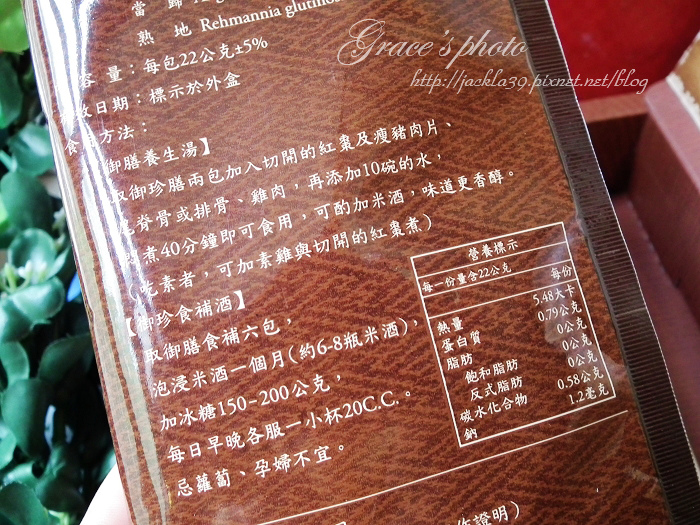 當歸
熟地 Rehmannia glutinos
Grace's photo
http://jackla39.pixnet.net/blog
容量：每包22公克±5%
效日期：標示於外盒
食用方法：
御膳養生湯】
取御珍膳兩包加入切開的紅棗及瘦豬肉片、
尾脊骨或排骨、雞肉，再添加10碗的水，
悶煮40分鐘即可食用，可酌加米酒，味道更香醇。
（吃素者，可加素雞與切開的紅棗煮）
【御珍食補酒】
取御膳食補六包，
泡浸米酒一個月(約6-8瓶米酒)，
加冰糖150-200公克，
每日早晚各服一小杯20C.C.。
忌蘿蔔、孕婦不宜。
營養標示
每一份量含22公克
每份
熱量 5.48大卡
蛋白質 0.79公克
脂肪 0公克
飽和脂肪 0公克
反式脂肪 0公克
碳水化合物 0.58公克
鈉 1.2毫克
作證明）